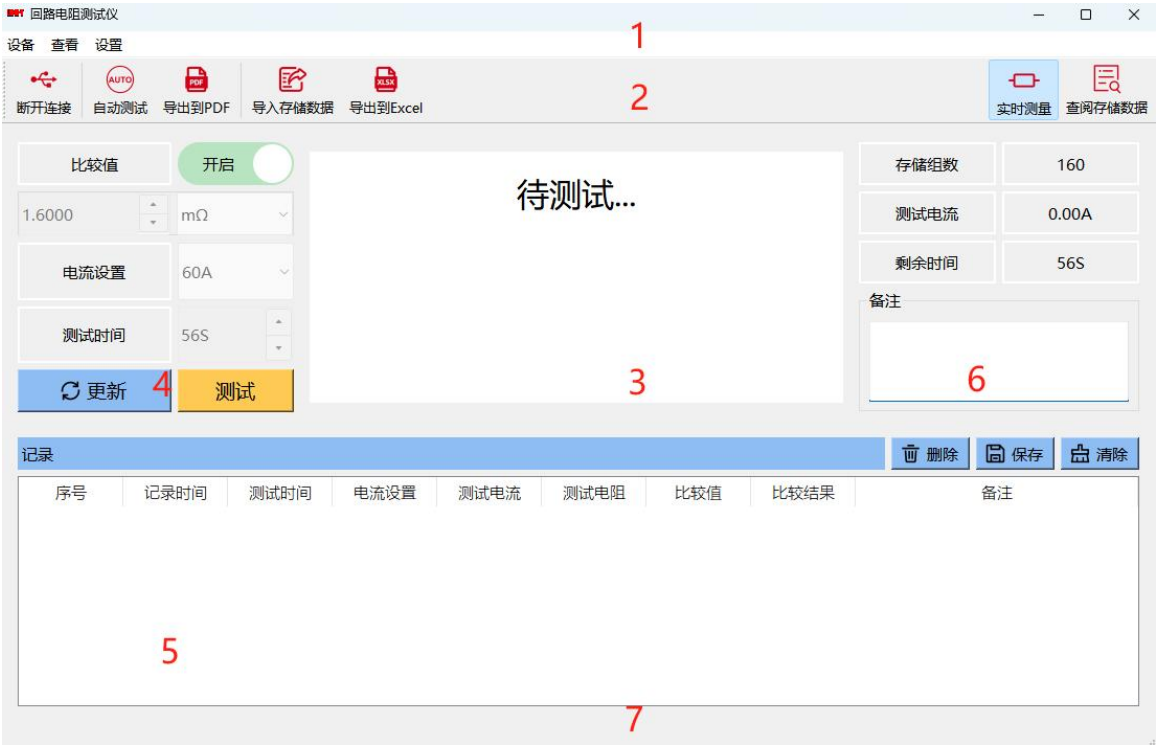 回路电阻测试仪
1
设备 查看 设置
断开连接 自动测试 导出到PDF 导入存储数据 导出到Excel 2 实时测量 查阅存储数据
AUTO PDF XLSX
比较值 开启 待测试... 存储组数 160
1.6000 mΩ 测试电流 0.00A
电流设置 60A 剩余时间 56S
备注
测试时间 56S
更新 4 测试 3 6
记录 删除 保存 清除
序号 记录时间 测试时间 电流设置 测试电流 测试电阻 比较值 比较结果 备注
5
7